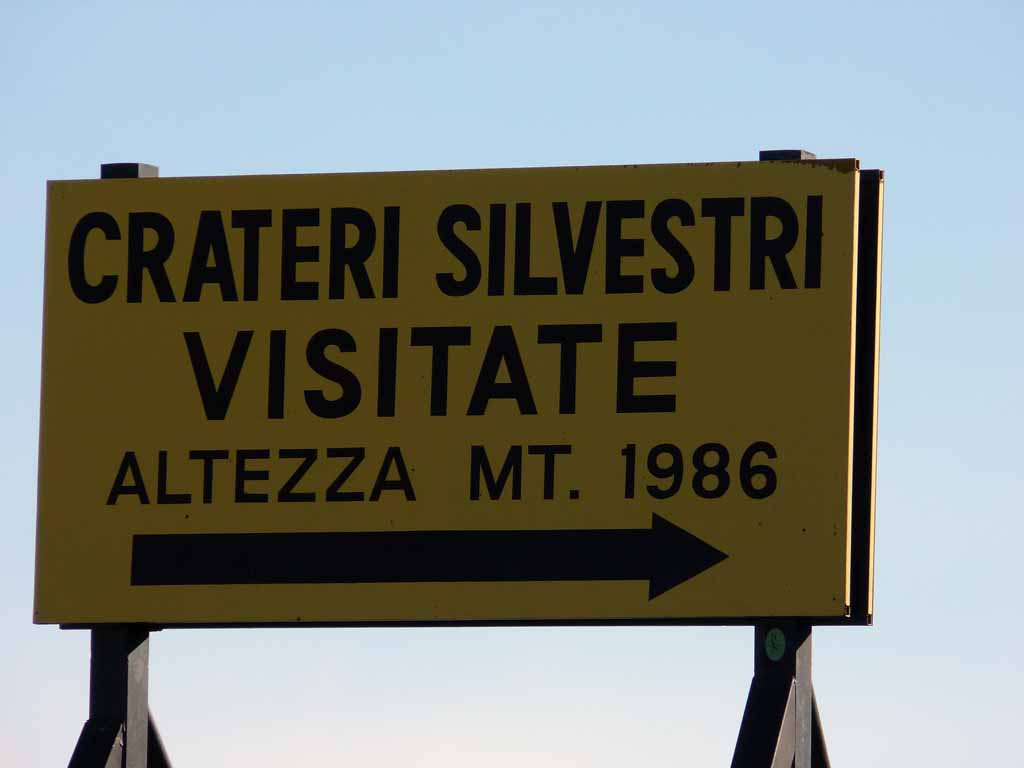 CRATERI SILVESTRI
VISITATE
ALTEZZA MT. 1986